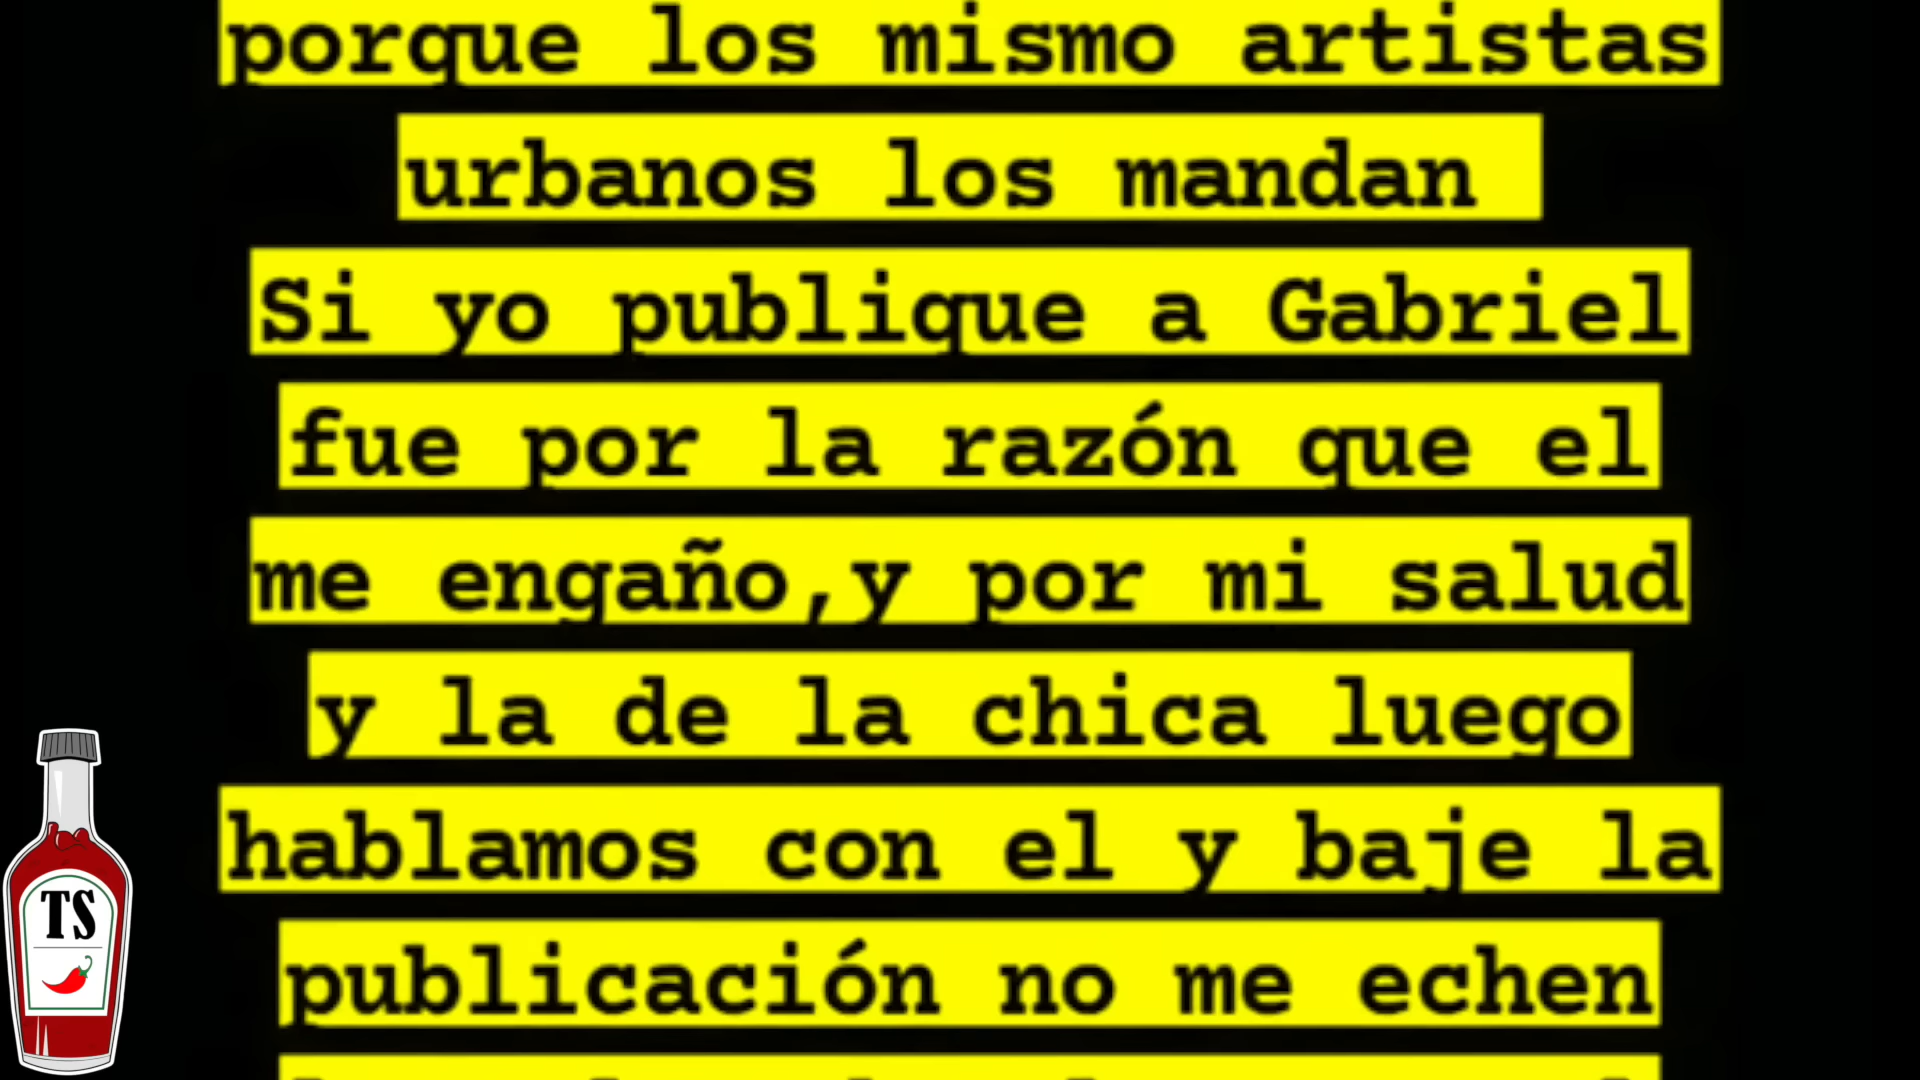 porque los mismo artistas
urbanos los mandan
Si yo publique a Gabriel
fue por la razón que el
me engaño,y por mi salud
y la de la chica luego
hablamos con el y baje la
publicación no me echen
TS